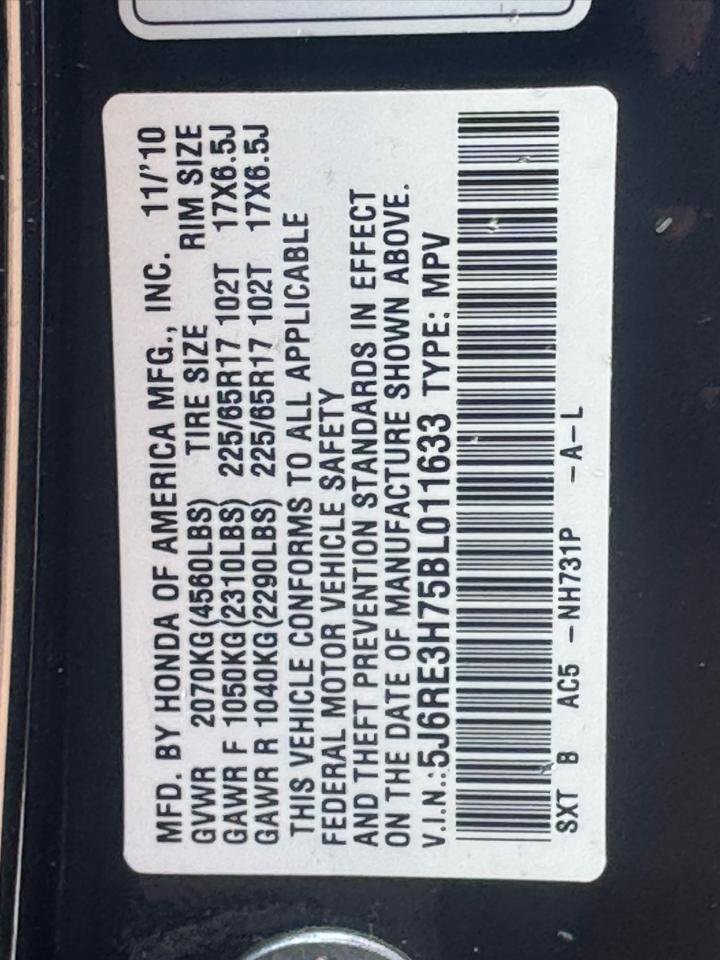 MFD. BY HONDA OF AMERICA MFG., INC. 11/'10
GVWR 2070KG(4560LBS) TIRE SIZE RIM SIZE
GAWR F 1050KG(2310LBS) 225/65R17 102T 17X6.5J
GAWR R 1040KG(2290LBS) 225/65R17 102T 17X6.5J
THIS VEHICLE CONFORMS TO ALL APPLICABLE
FEDERAL MOTOR VEHICLE SAFETY
AND THEFT PREVENTION STANDARDS IN EFFECT
ON THE DATE OF MANUFACTURE SHOWN ABOVE.
V.I.N.:5J6RE3H75BL011633 TYPE: MPV
SXT B AC5 -NH731P -A-L